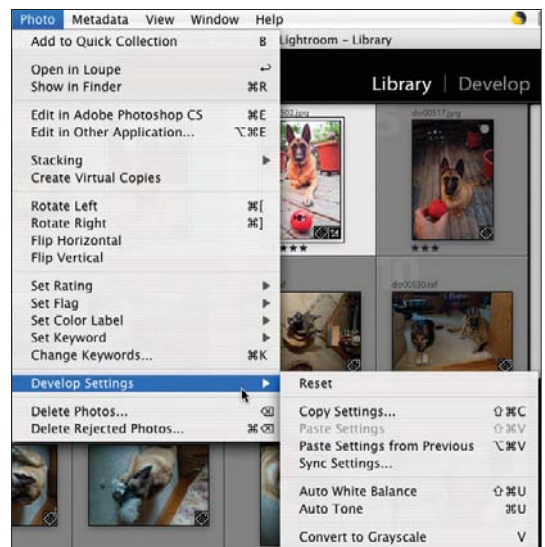 Photo Metadata View Window Help
Lightroom – Library
Library | Develop
Add to Quick Collection B
Open in Loupe ↩
Show in Finder ⌘R
Edit in Adobe Photoshop CS ⌘E
Edit in Other Application... ⌥⌘E
Stacking ▶
Create Virtual Copies
Rotate Left ⌘[
Rotate Right ⌘]
Flip Horizontal
Flip Vertical
Set Rating ▶
Set Flag ▶
Set Color Label ▶
Set Keyword ▶
Change Keywords... ⌘K
Develop Settings ▶
Delete Photos... ⌫
Delete Rejected Photos... ⌘⌫
do00517.jpg
do00530.raf
Reset
Copy Settings... ⇧⌘C
Paste Settings ⇧⌘V
Paste Settings from Previous ⌥⌘V
Sync Settings...
Auto White Balance ⇧⌘U
Auto Tone ⌘U
Convert to Grayscale V